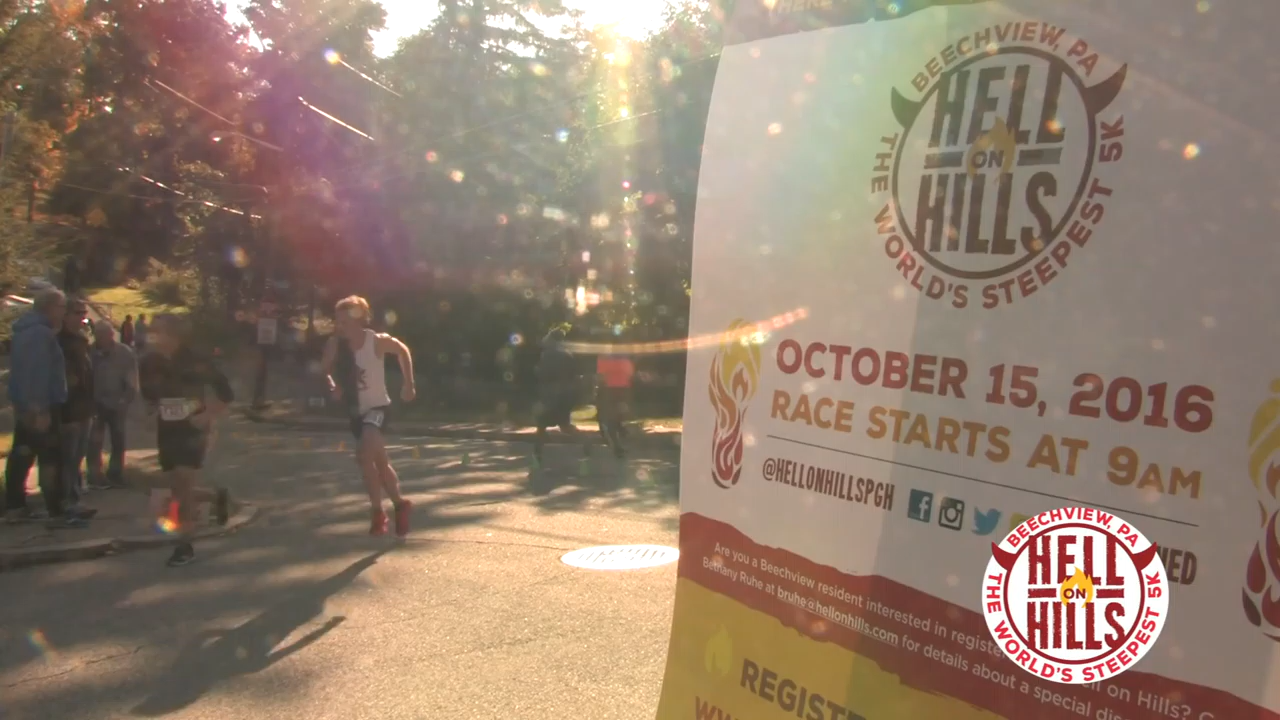 BEECHVIEW, PA
HELL
ON
HILLS
THE WORLD'S STEEPEST 5K
OCTOBER 15, 2016
RACE STARTS AT 9AM
@HELLONHILLSPGH
Are you a Beechview resident interested in
Bethany Ruhe at bruhe@hellonhills.com for details about a special
on Hills?
BEECHVIEW, PA
HELL
ON
HILLS
THE WORLD'S STEEPEST 5K